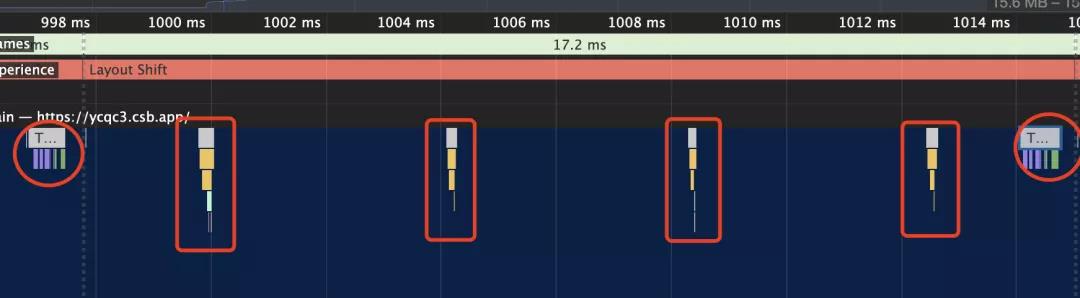 15.6 MB – 15
998 ms 1000 ms 1002 ms 1004 ms 1006 ms 1008 ms 1010 ms 1012 ms 1014 ms 10
ames ms 17.2 ms
perience Layout Shift
ain — https://ycqc3.csb.app/
T... T...